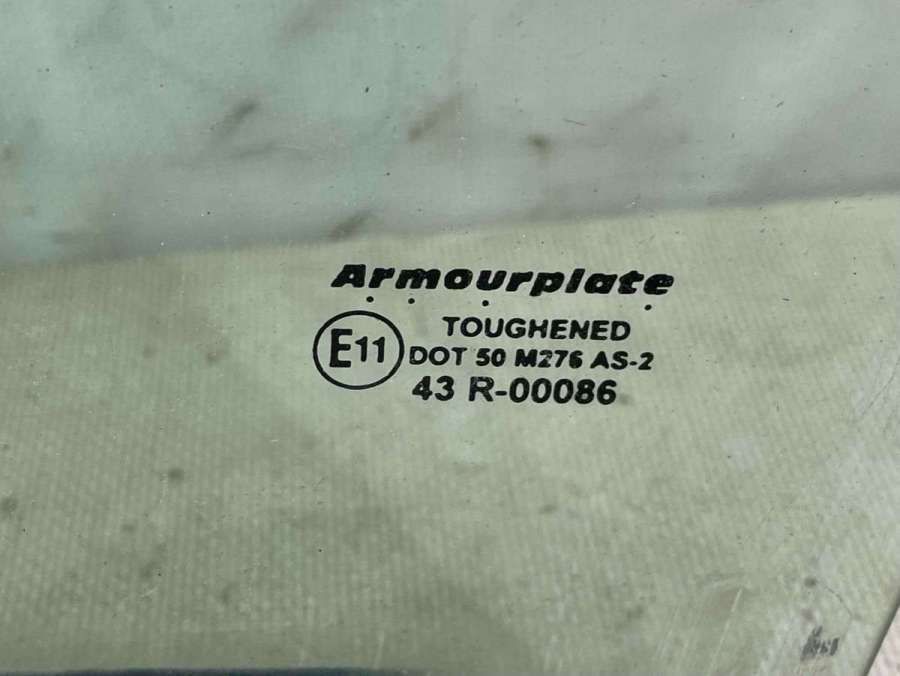 Armourplate
TOUGHENED
E11
DOT 50 M276 AS-2
43 R-00086